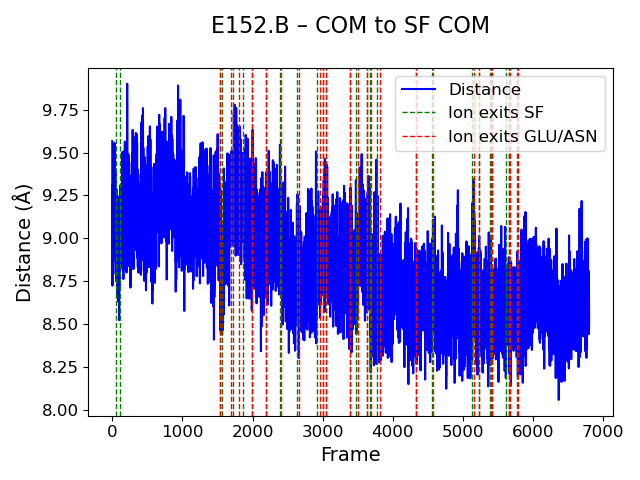 E152.B – COM to SF COM
Distance
Ion exits SF
Ion exits GLU/ASN
Distance (Å)
9.75
9.50
9.25
9.00
8.75
8.50
8.25
8.00
0 1000 2000 3000 4000 5000 6000 7000
Frame